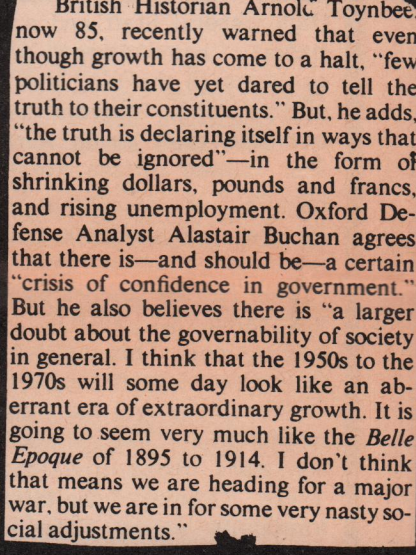 British Historian Arnold Toynbee,
now 85, recently warned that even
though growth has come to a halt, “few
politicians have yet dared to tell the
truth to their constituents.” But, he adds,
“the truth is declaring itself in ways that
cannot be ignored”—in the form of
shrinking dollars, pounds and francs,
and rising unemployment. Oxford De-
fense Analyst Alastair Buchan agrees
that there is—and should be—a certain
“crisis of confidence in government.”
But he also believes there is “a larger
doubt about the governability of society
in general. I think that the 1950s to the
1970s will some day look like an ab-
errant era of extraordinary growth. It is
going to seem very much like the Belle
Epoque of 1895 to 1914. I don't think
that means we are heading for a major
war, but we are in for some very nasty so-
cial adjustments.”